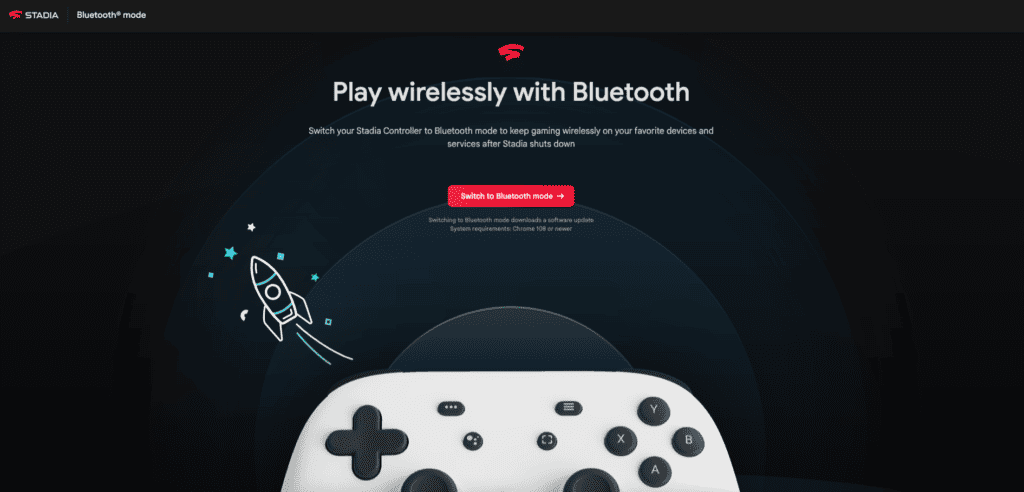 STADIA
Bluetooth® mode
Play wirelessly with Bluetooth
Switch your Stadia Controller to Bluetooth mode to keep gaming wirelessly on your favorite devices and
services after Stadia shuts down
Switch to Bluetooth mode →
Switching to Bluetooth mode downloads a software update
System requirements: Chrome 108 or newer
Y
X
B
A